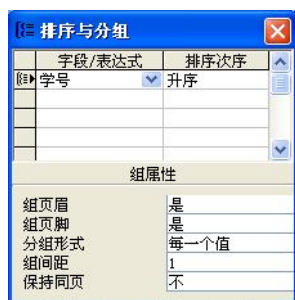 排序与分组
字段/表达式 排序次序
学号 升序
组属性
组页眉 是
组页脚 是
分组形式 每一个值
组间距 1
保持同页 不